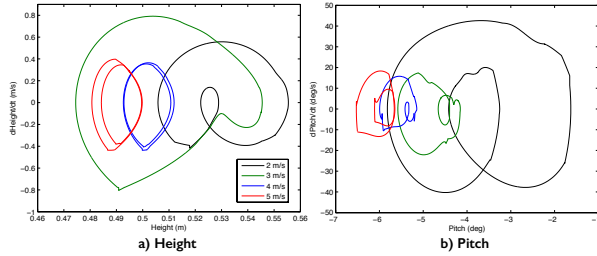 dHeight/dt (m/s)
1
0.8
0.6
0.4
0.2
0
−0.2
−0.4
−0.6
−0.8
−1
0.46 0.47 0.48 0.49 0.5 0.51 0.52 0.53 0.54 0.55 0.56
Height (m)
2 m/s
3 m/s
4 m/s
5 m/s
a) Height
dPitch/dt (deg/s)
50
40
30
20
10
0
−10
−20
−30
−40
−50
−7 −6 −5 −4 −3 −2 −1
Pitch (deg)
b) Pitch